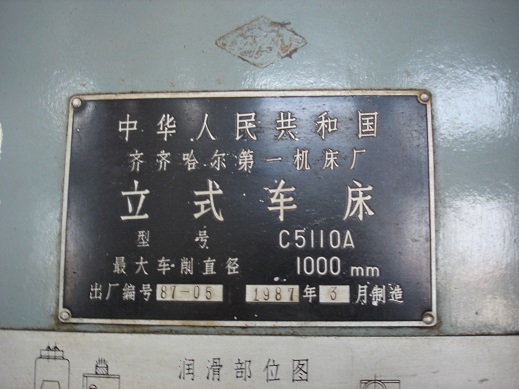 中华人民共和国
齐齐哈尔第一机床厂
立式车床
型号 C5110A
最大车削直径 1000 mm
出厂编号 87-05 1987年3月制造
润滑部位图